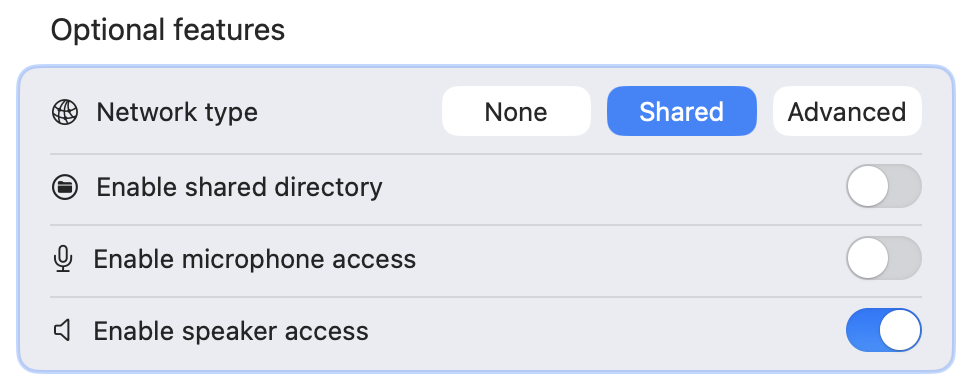 Optional features
Network type None Shared Advanced
Enable shared directory
Enable microphone access
Enable speaker access